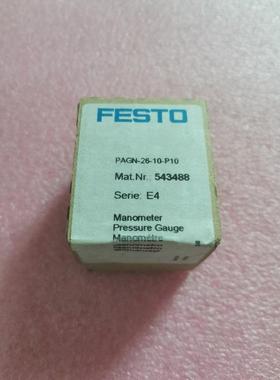 FESTO
PAGN-26-10-P10
Mat.Nr.: 543488
Serie: E4
Manometer
Pressure Gauge
Manomètre